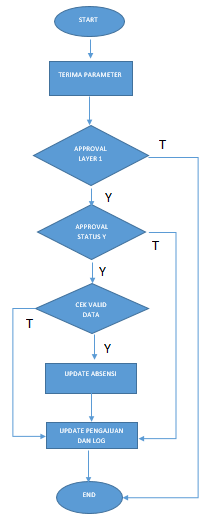 START
TERIMA PARAMETER
APPROVAL
LAYER 1
T
Y
APPROVAL
STATUS Y
T
Y
CEK VALID
DATA
T
Y
UPDATE ABSENSI
UPDATE PENGAJUAN
DAN LOG
END